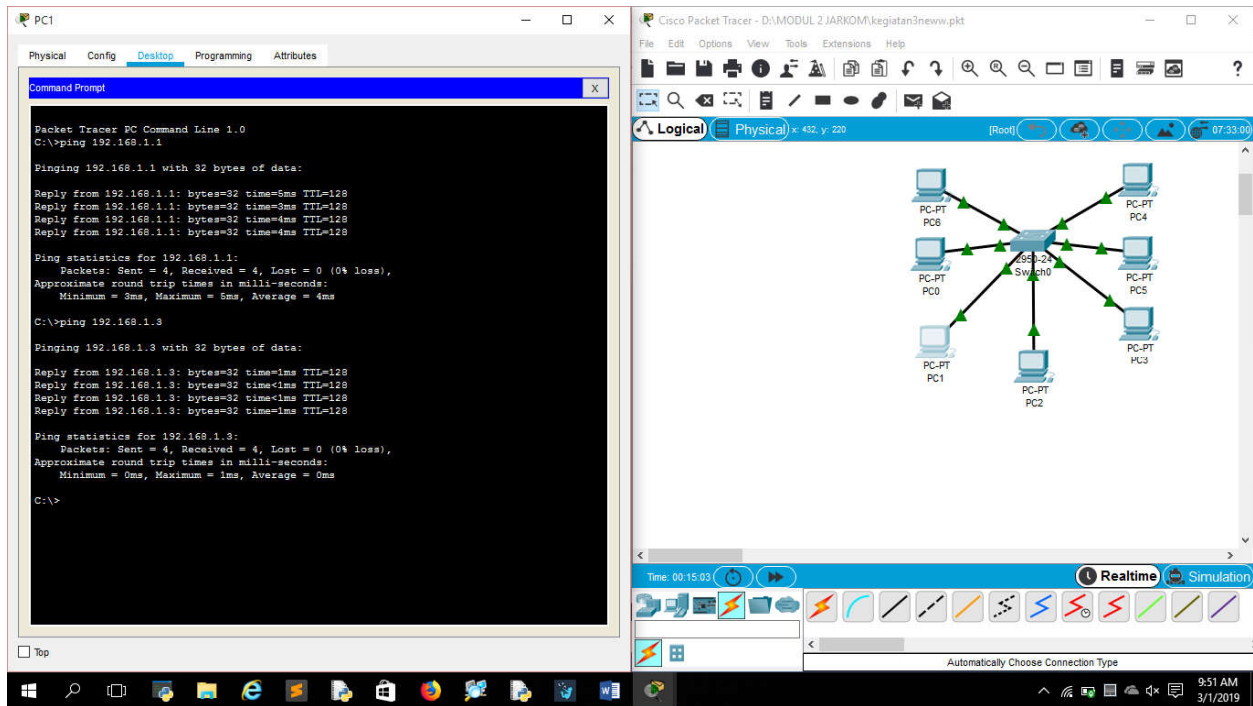 PC1
Physical Config Desktop Programming Attributes
Command Prompt
X
Packet Tracer PC Command Line 1.0
C:\>ping 192.168.1.1
Pinging 192.168.1.1 with 32 bytes of data:
Reply from 192.168.1.1: bytes=32 time=5ms TTL=128
Reply from 192.168.1.1: bytes=32 time=3ms TTL=128
Reply from 192.168.1.1: bytes=32 time=4ms TTL=128
Reply from 192.168.1.1: bytes=32 time=4ms TTL=128
Ping statistics for 192.168.1.1:
Packets: Sent = 4, Received = 4, Lost = 0 (0% loss),
Approximate round trip times in milli-seconds:
Minimum = 3ms, Maximum = 5ms, Average = 4ms
C:\>ping 192.168.1.3
Pinging 192.168.1.3 with 32 bytes of data:
Reply from 192.168.1.3: bytes=32 time=1ms TTL=128
Reply from 192.168.1.3: bytes=32 time<1ms TTL=128
Reply from 192.168.1.3: bytes=32 time<1ms TTL=128
Reply from 192.168.1.3: bytes=32 time=1ms TTL=128
Ping statistics for 192.168.1.3:
Packets: Sent = 4, Received = 4, Lost = 0 (0% loss),
Approximate round trip times in milli-seconds:
Minimum = 0ms, Maximum = 1ms, Average = 0ms
C:\>
Top
Cisco Packet Tracer - D:\MODUL 2 JARKOM\kegiatan3neww.pkt
File Edit Options View Tools Extensions Help
Logical Physical x: 432, y: 220 [Root] 07:33:00
PC-PT
PC6
PC-PT
PC4
PC-PT
PC0
2950-24
Switch0
PC-PT
PC5
PC-PT
PC1
PC-PT
PC2
PC-PT
PC3
Time: 00:15:03
Realtime Simulation
Automatically Choose Connection Type
9:51 AM
3/1/2019